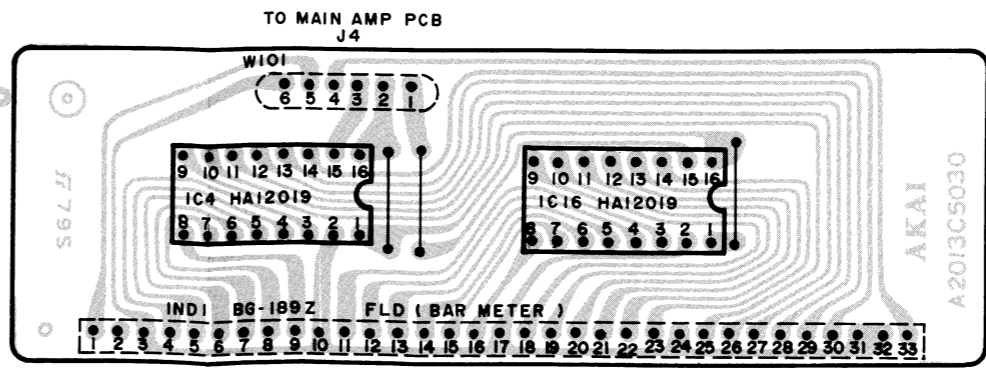 TO MAIN AMP PCB
J4
W101
6 5 4 3 2 1
9 10 11 12 13 14 15 16
IC4 HA12019
8 7 6 5 4 3 2 1
9 10 11 12 13 14 15 16
IC16 HA12019
8 7 6 5 4 3 2 1
AKAI
A2013C5030
IND1 BG-189Z FLD (BAR METER)
1 2 3 4 5 6 7 8 9 10 11 12 13 14 15 16 17 18 19 20 21 22 23 24 25 26 27 28 29 30 31 32 33